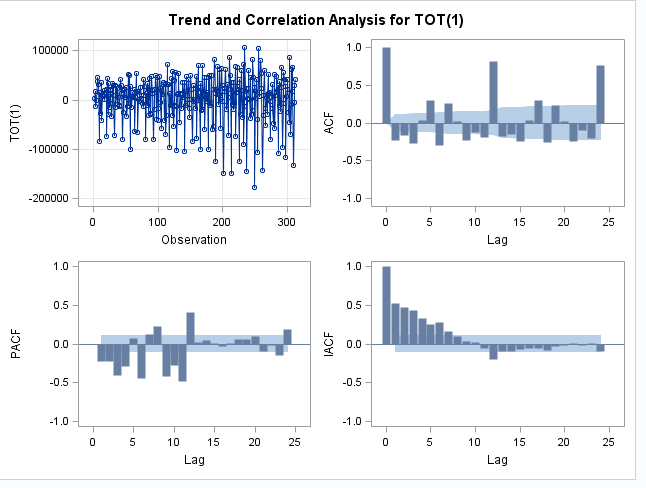 Trend and Correlation Analysis for TOT(1)
100000
0
-100000
-200000
TOT(1)
0 100 200 300
Observation
1.0
0.5
0.0
-0.5
-1.0
ACF
0 5 10 15 20 25
Lag
1.0
0.5
0.0
-0.5
-1.0
PACF
0 5 10 15 20 25
Lag
1.0
0.5
0.0
-0.5
-1.0
IACF
0 5 10 15 20 25
Lag